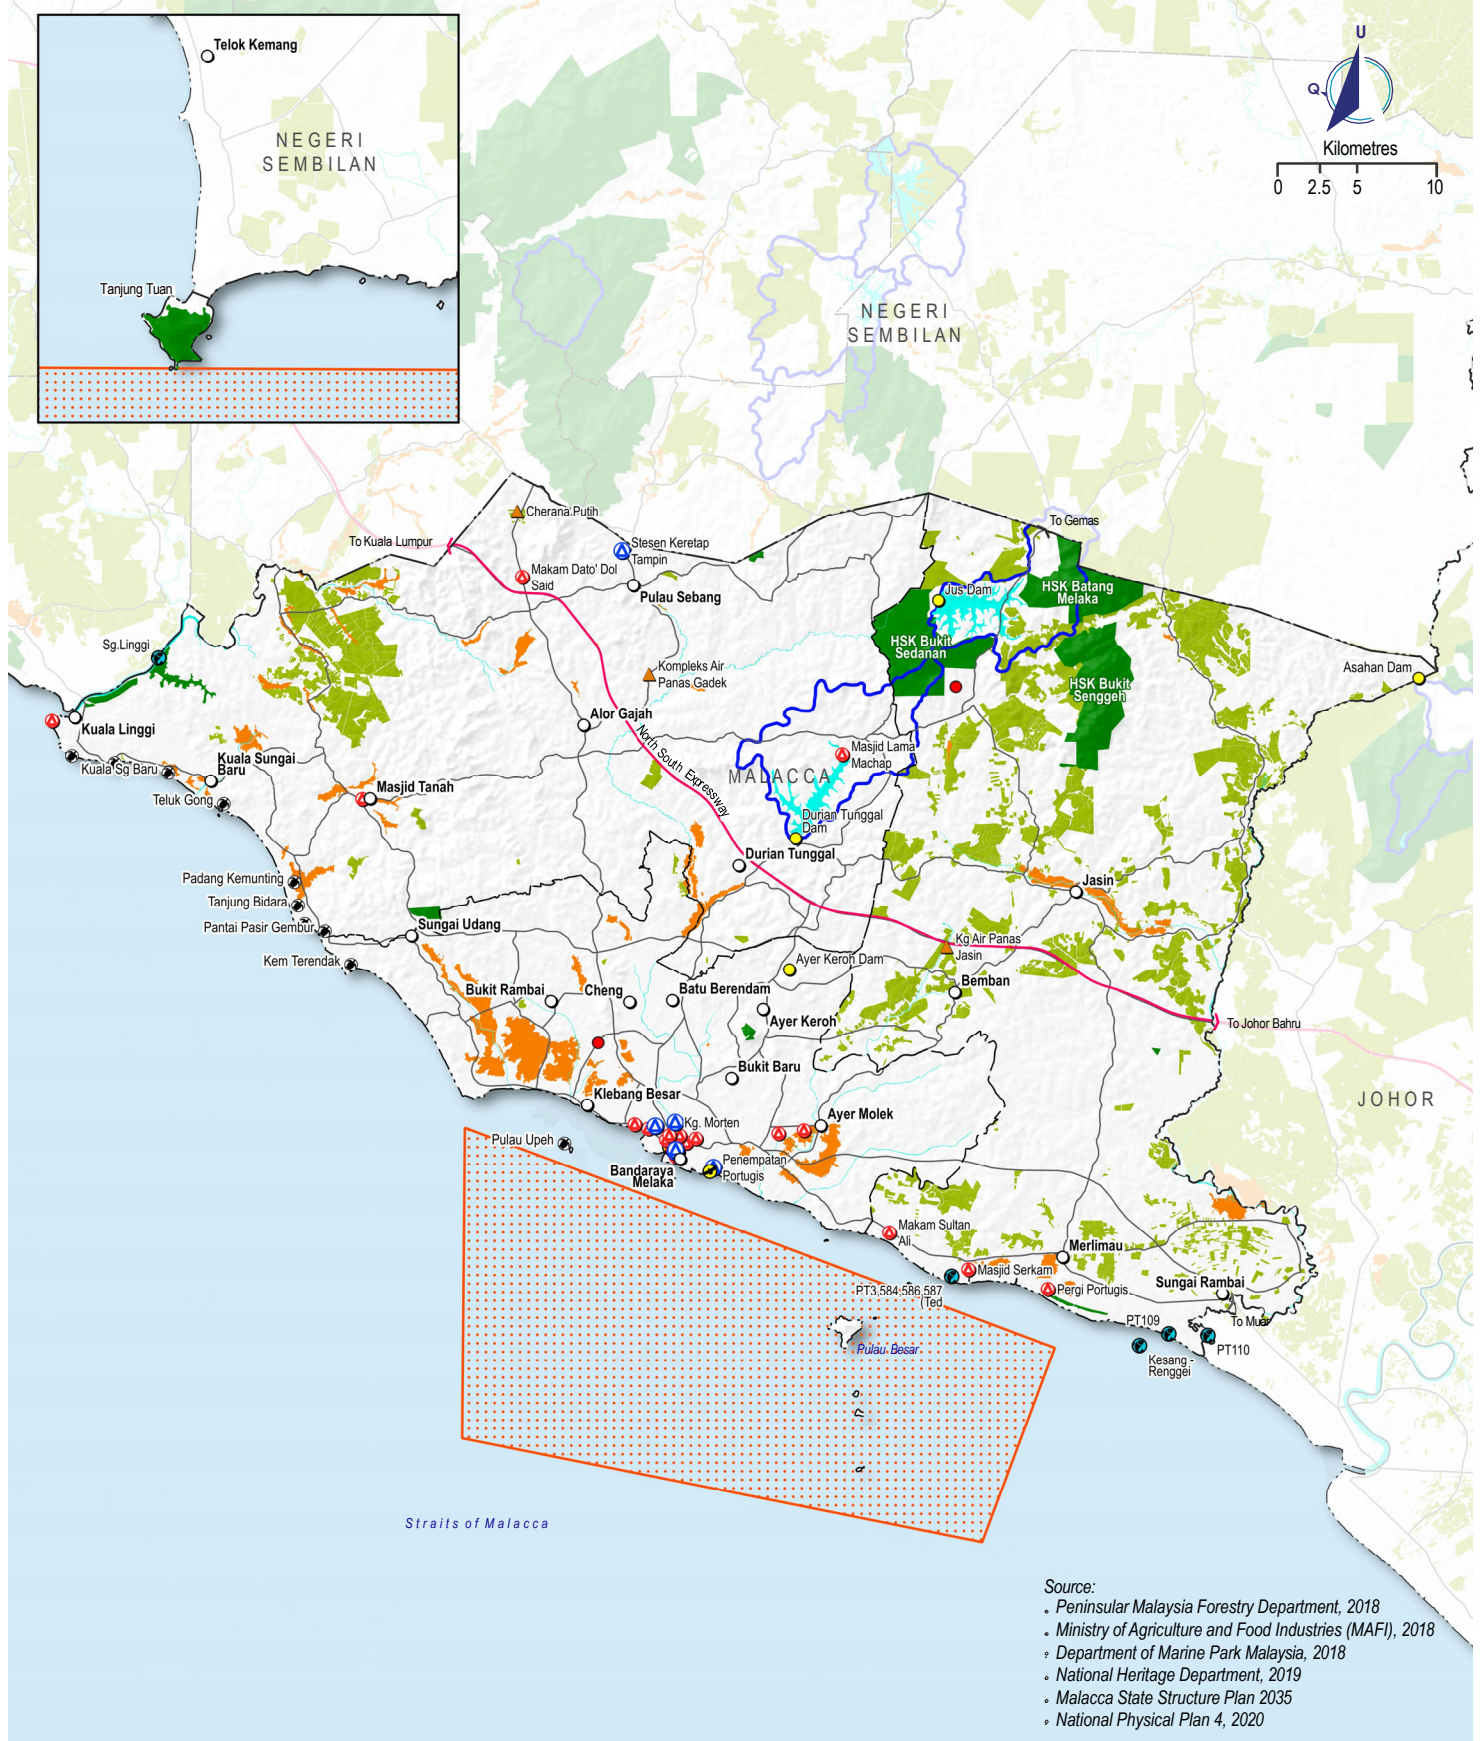 Telok Kemang
NEGERI
SEMBILAN
Tanjung Tuan
U
Q
Kilometres
0 2.5 5 10
NEGERI
SEMBILAN
Cherana Putih
To Kuala Lumpur
Stesen Keretap
Tampin
Makam Dato' Dol
Said
Pulau Sebang
To Gemas
Jus Dam
HSK Batang
Melaka
HSK Bukit
Sedanan
HSK Bukit
Senggeh
Asahan Dam
Sg.Linggi
Kompleks Air
Panas Gadek
Kuala Linggi
Alor Gajah
North South Expressway
Masjid Lama
Machap
MALACCA
Kuala Sungai
Baru
Kuala Sg Baru
Teluk Gong
Masjid Tanah
Durian Tunggal
Dam
Durian Tunggal
Padang Kemunting
Tanjung Bidara
Pantai Pasir Gembur
Jasin
Sungai Udang
Kem Terendak
Ayer Keroh Dam
Kg Air Panas
Jasin
Bukit Rambai
Cheng
Batu Berendam
Bemban
Ayer Keroh
To Johor Bahru
Bukit Baru
Klebang Besar
JOHOR
Ayer Molek
Kg. Morten
Pulau Upeh
Bandaraya
Melaka
Penempatan
Portugis
Makam Sultan
Ali
Merlimau
Masjid Serkam
PT3,584,586,587
(Ted
Pergi Portugis
Sungai Rambai
To Muar
PT109
PT110
Kesang -
Renggei
Pulau Besar
Straits of Malacca
Source:
Peninsular Malaysia Forestry Department, 2018
Ministry of Agriculture and Food Industries (MAFI), 2018
Department of Marine Park Malaysia, 2018
National Heritage Department, 2019
Malacca State Structure Plan 2035
National Physical Plan 4, 2020